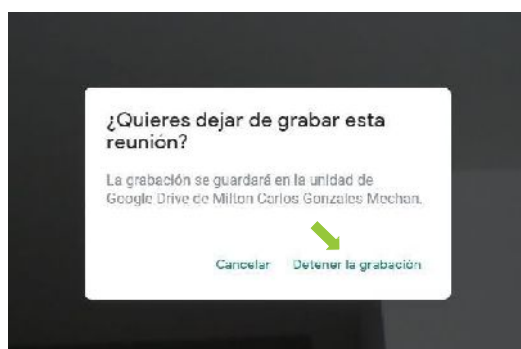 ¿Quieres dejar de grabar esta
reunión?
La grabación se guardará en la unidad de
Google Drive de Milton Carlos Gonzales Mechan.
Cancelar Detener la grabación